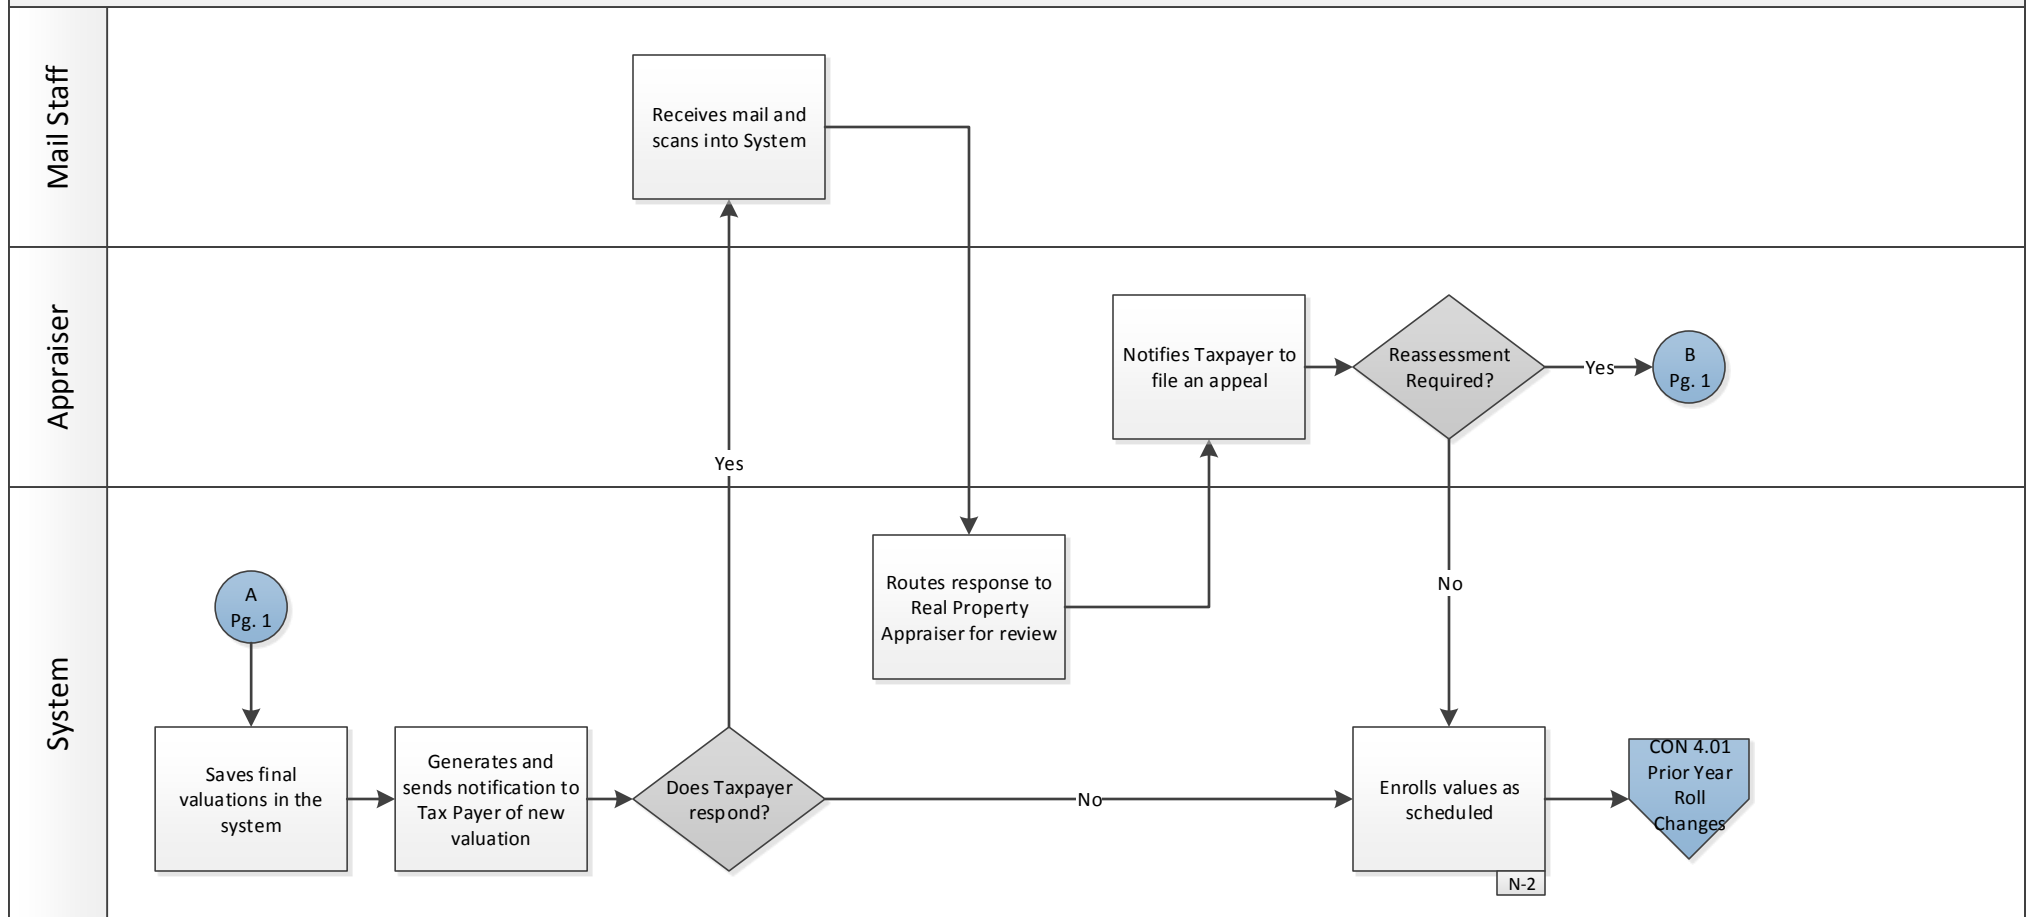 Mail Staff
Receives mail and
scans into System
Appraiser
Yes
Notifies Taxpayer to
file an appeal
Reassessment
Required?
Yes
B
Pg. 1
No
System
A
Pg. 1
Routes response to
Real Property
Appraiser for review
Saves final
valuations in the
system
Generates and
sends notification to
Tax Payer of new
valuation
Does Taxpayer
respond?
No
Enrolls values as
scheduled
N-2
CON 4.01
Prior Year
Roll
Changes